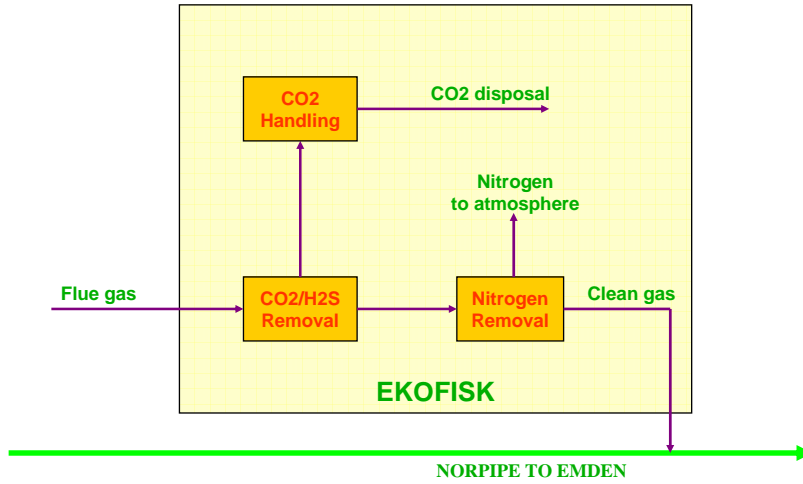 CO2
Handling
CO2 disposal
Nitrogen
to atmosphere
Flue gas
CO2/H2S
Removal
Nitrogen
Removal
Clean gas
EKOFISK
NORPIPE TO EMDEN